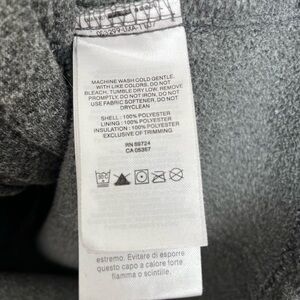 MACHINE WASH COLD GENTLE,
WITH LIKE COLORS, DO NOT
BLEACH, TUMBLE DRY LOW, REMOVE
PROMPTLY, DO NOT IRON, DO NOT
USE FABRIC SOFTENER, DO NOT
DRYCLEAN
SHELL : 100% POLYESTER
LINING : 100% POLYESTER
INSULATION : 100% POLYESTER
EXCLUSIVE OF TRIMMING
RN 89724
CA 05367
estremo. Evitare di esporre
questo capo a calore forte,
fiamma o scintille.